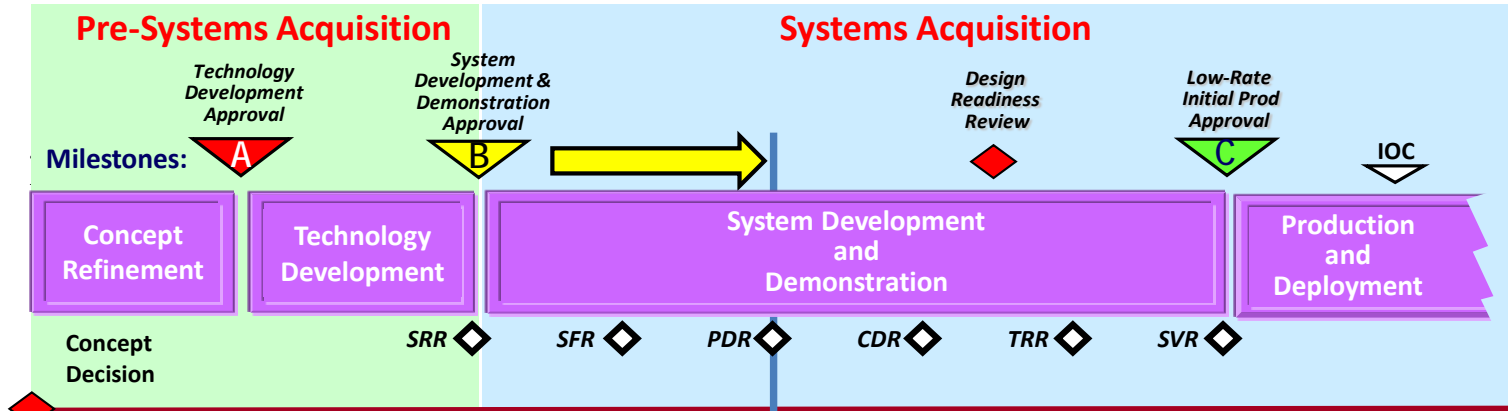 Pre-Systems Acquisition
Systems Acquisition
Technology
Development
Approval
System
Development &
Demonstration
Approval
Design
Readiness
Review
Low-Rate
Initial Prod
Approval
Milestones:
A
B
C
IOC
Concept
Refinement
Technology
Development
System Development
and
Demonstration
Production
and
Deployment
SRR
SFR
PDR
CDR
TRR
SVR
Concept
Decision